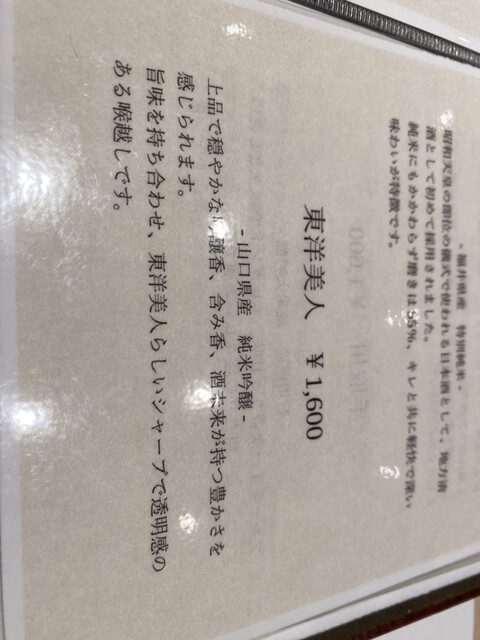 - 福井県産 特別純米 -
昭和天皇の即位の儀式で使われる日本酒として、地方酒
酒として初めて採用されました。
純米にもかかわらず磨きは55%、キレと共に軽快で深い
味わいが特徴です。
東洋美人 ¥1,600
- 山口県産 純米吟醸 -
上品で穏やかな吟醸香、含み香、酒本来が持つ豊かさを
感じられます。
旨味を持ち合わせ、東洋美人らしいシャープで透明感の
ある喉越しです。